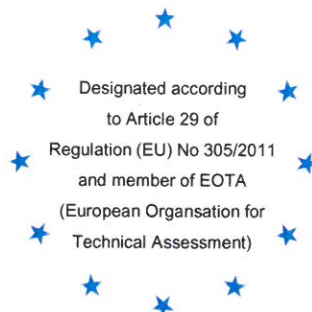 Designated according
to Article 29 of
Regulation (EU) No 305/2011
and member of EOTA
(European Organsation for
Technical Assessment)